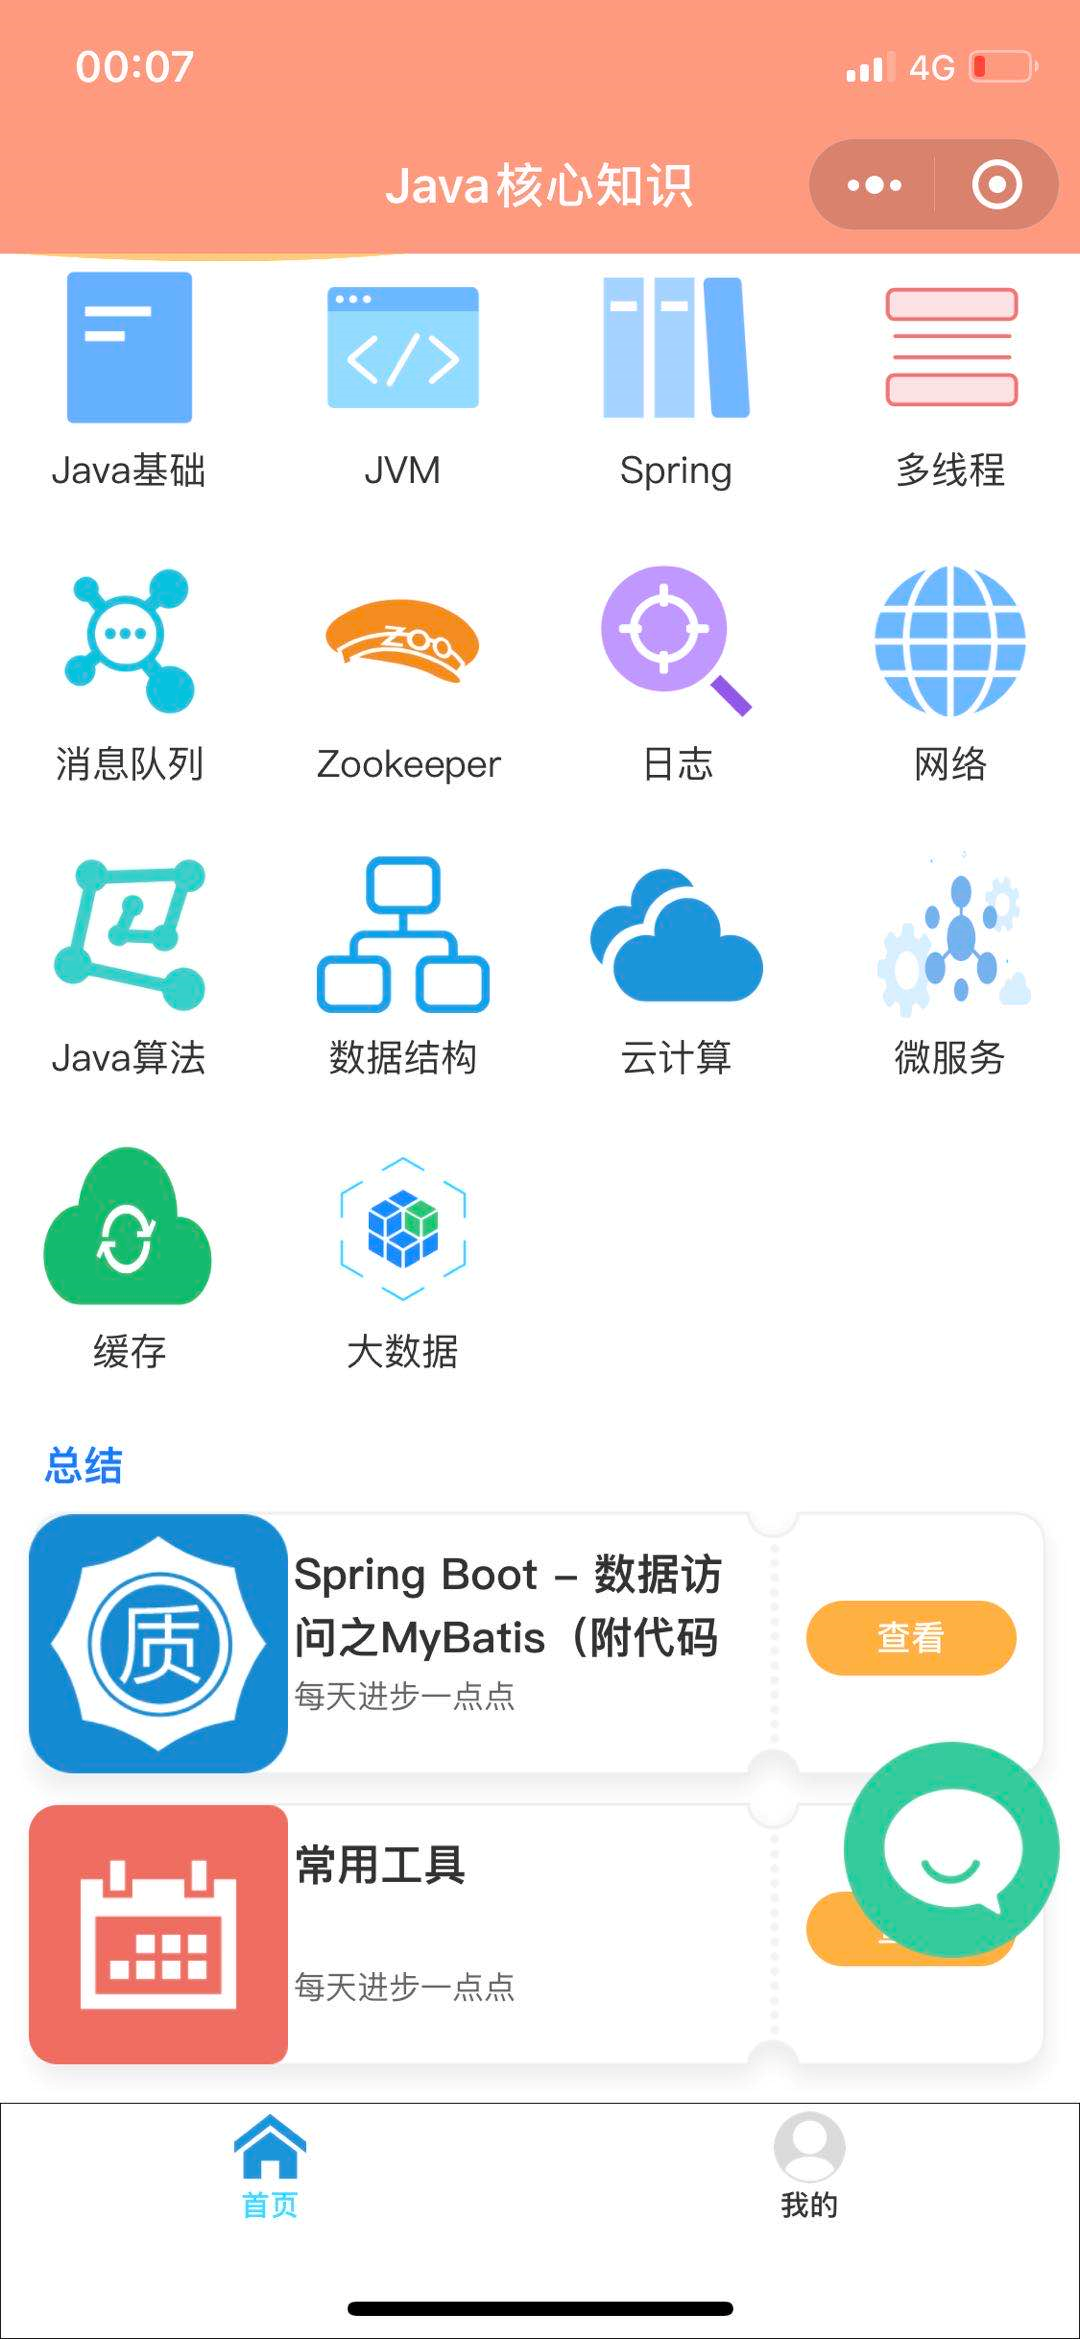 00:07
4G
Java核心知识
Java基础
JVM
Spring
多线程
ZOO
消息队列
Zookeeper
日志
网络
Java算法
数据结构
云计算
微服务
缓存
大数据
总结
质
Spring Boot – 数据访
问之MyBatis（附代码
每天进步一点点
查看
常用工具
每天进步一点点
首页
我的